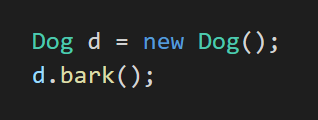 Dog d = new Dog();
d.bark();